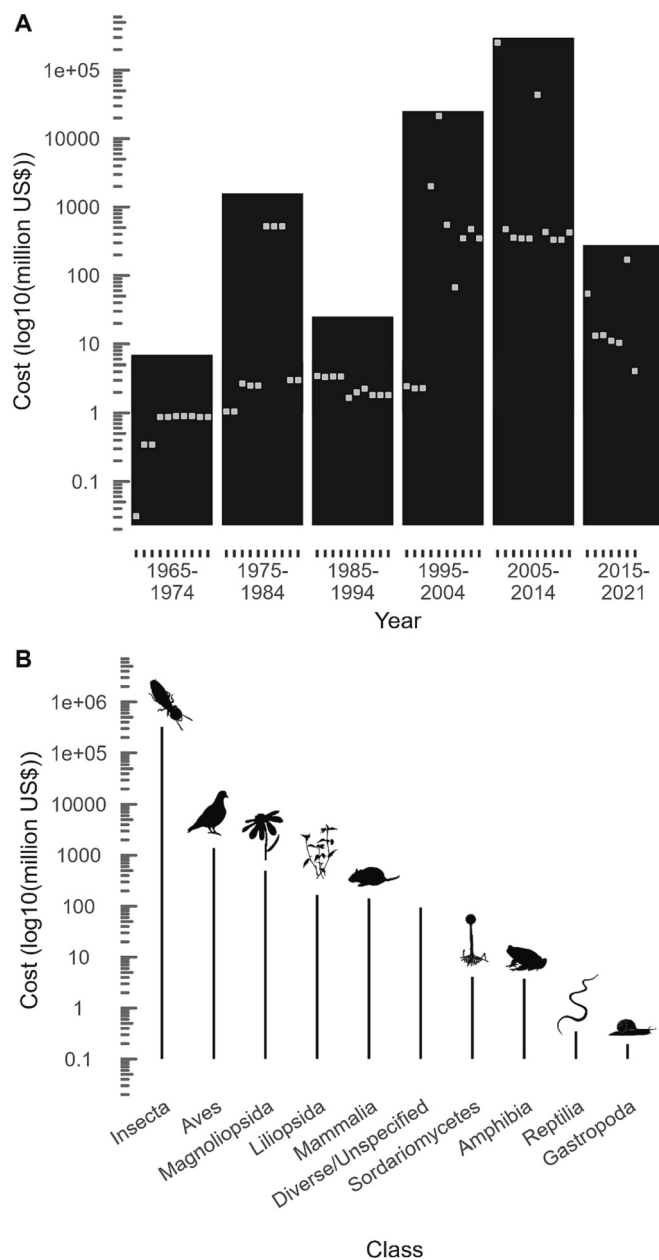 A
Cost (log10(million US$))
1e+05
10000
1000
100
10
1
0.1
1965-
1974
1975-
1984
1985-
1994
1995-
2004
2005-
2014
2015-
2021
Year
B
Cost (log10(million US$))
1e+06
1e+05
10000
1000
100
10
1
0.1
Insecta
Aves
Magnoliopsida
Liliopsida
Mammalia
Diverse/Unspecified
Sordariomycetes
Amphibia
Reptilia
Gastropoda
Class